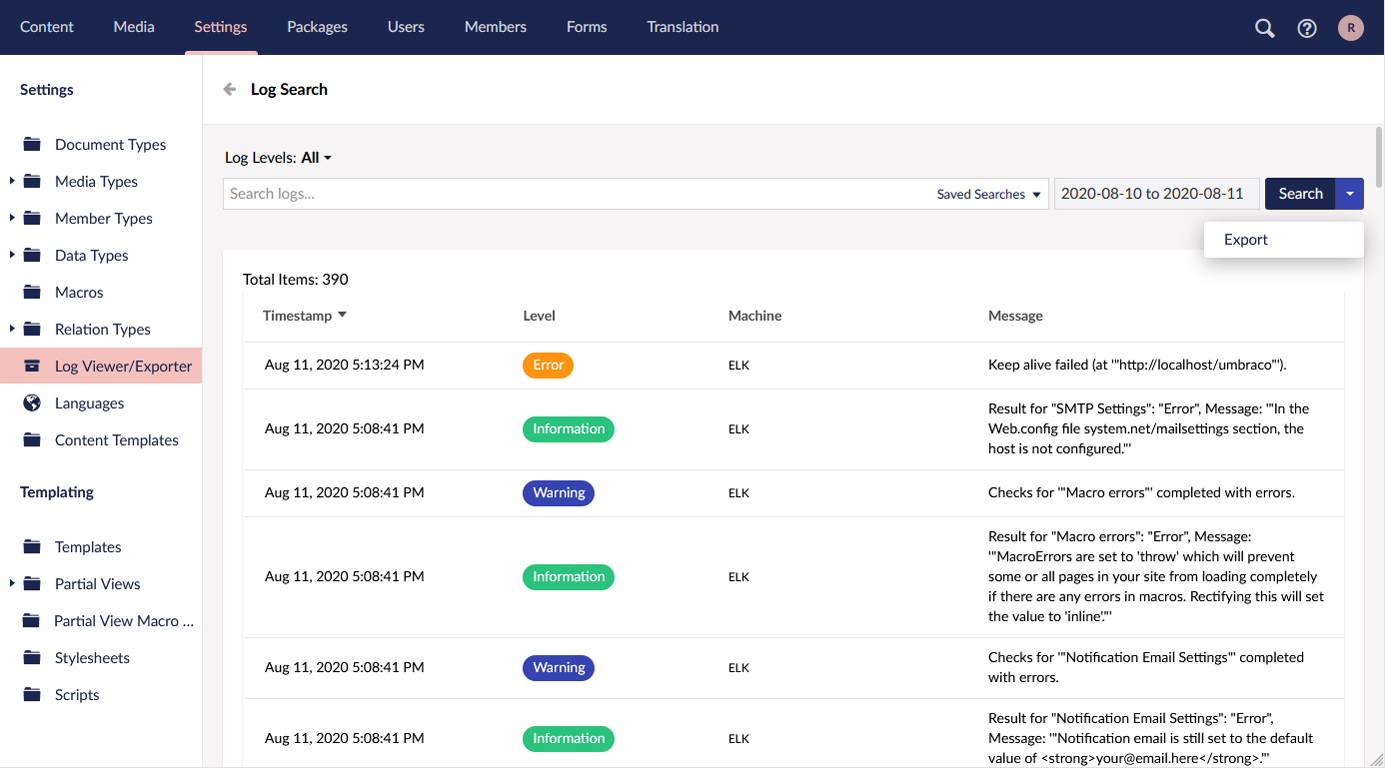 Content Media Settings Packages Users Members Forms Translation R
Settings
Document Types
Media Types
Member Types
Data Types
Macros
Relation Types
Log Viewer/Exporter
Languages
Content Templates
Templating
Templates
Partial Views
Partial View Macro ...
Stylesheets
Scripts
Log Search
Log Levels: All
Search logs... Saved Searches 2020-08-10 to 2020-08-11 Search
Export
Total Items: 390
Timestamp Level Machine Message
Aug 11, 2020 5:13:24 PM Error ELK Keep alive failed (at '"http://localhost/umbraco"').
Aug 11, 2020 5:08:41 PM Information ELK Result for "SMTP Settings": "Error", Message: '"In the
Web.config file system.net/mailsettings section, the
host is not configured."'
Aug 11, 2020 5:08:41 PM Warning ELK Checks for '"Macro errors"' completed with errors.
Aug 11, 2020 5:08:41 PM Information ELK Result for "Macro errors": "Error", Message:
'"MacroErrors are set to 'throw' which will prevent
some or all pages in your site from loading completely
if there are any errors in macros. Rectifying this will set
the value to 'inline'."'
Aug 11, 2020 5:08:41 PM Warning ELK Checks for '"Notification Email Settings"' completed
with errors.
Aug 11, 2020 5:08:41 PM Information ELK Result for "Notification Email Settings": "Error",
Message: '"Notification email is still set to the default
value of <strong>your@email.here</strong>."'